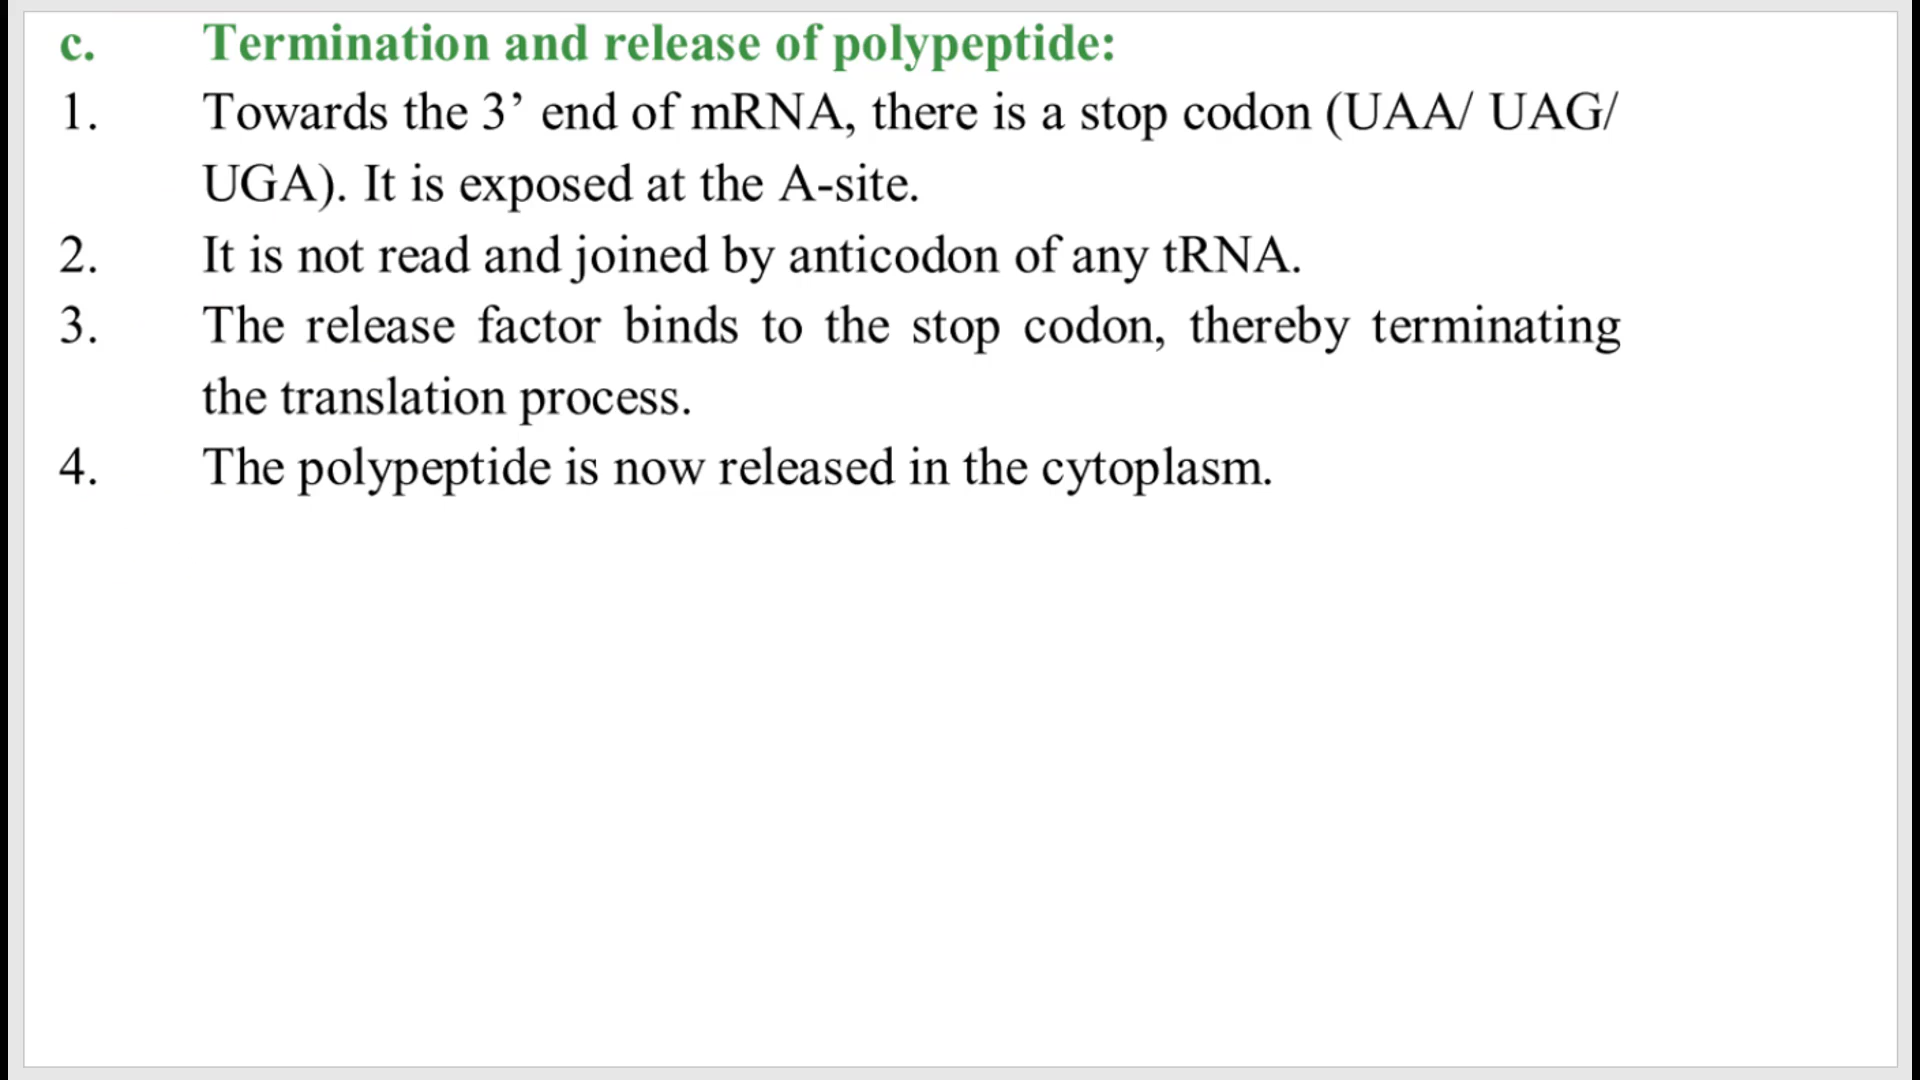 c. Termination and release of polypeptide:
1. Towards the 3’ end of mRNA, there is a stop codon (UAA/ UAG/
UGA). It is exposed at the A-site.
2. It is not read and joined by anticodon of any tRNA.
3. The release factor binds to the stop codon, thereby terminating
the translation process.
4. The polypeptide is now released in the cytoplasm.